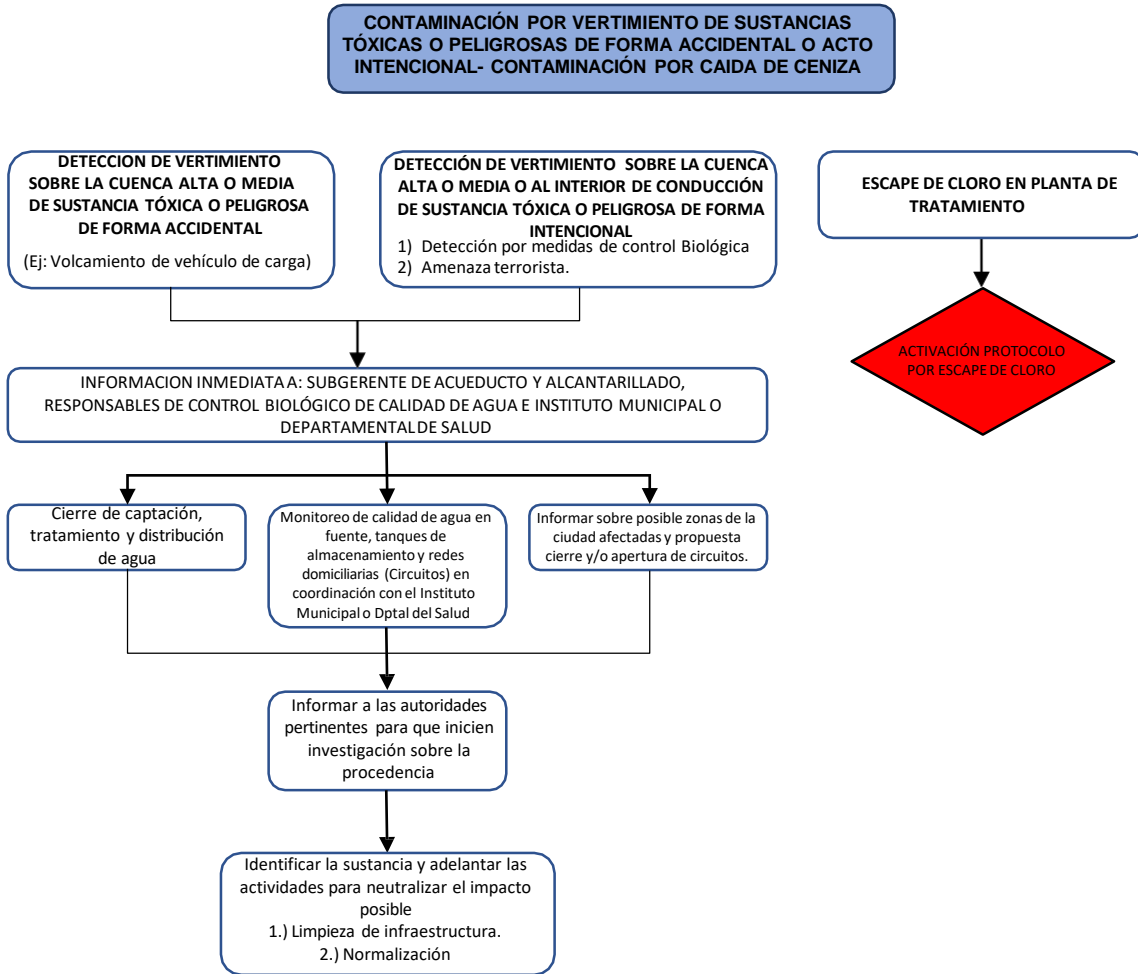 CONTAMINACIÓN POR VERTIMIENTO DE SUSTANCIAS
TÓXICAS O PELIGROSAS DE FORMA ACCIDENTAL O ACTO
INTENCIONAL- CONTAMINACIÓN POR CAIDA DE CENIZA
DETECCION DE VERTIMIENTO
SOBRE LA CUENCA ALTA O MEDIA
DE SUSTANCIA TÓXICA O PELIGROSA
DE FORMA ACCIDENTAL
(Ej: Volcamiento de vehículo de carga)
DETECCIÓN DE VERTIMIENTO SOBRE LA CUENCA
ALTA O MEDIA O AL INTERIOR DE CONDUCCIÓN
DE SUSTANCIA TÓXICA O PELIGROSA DE FORMA
INTENCIONAL
1) Detección por medidas de control Biológica
2) Amenaza terrorista.
ESCAPE DE CLORO EN PLANTA DE
TRATAMIENTO
ACTIVACIÓN PROTOCOLO
POR ESCAPE DE CLORO
INFORMACION INMEDIATA A: SUBGERENTE DE ACUEDUCTO Y ALCANTARILLADO,
RESPONSABLES DE CONTROL BIOLÓGICO DE CALIDAD DE AGUA E INSTITUTO MUNICIPAL O
DEPARTAMENTAL DE SALUD
Cierre de captación,
tratamiento y distribución
de agua
Monitoreo de calidad de agua en
fuente, tanques de
almacenamiento y redes
domiciliarias (Circuitos) en
coordinación con el Instituto
Municipal o Dptal del Salud
Informar sobre posible zonas de la
ciudad afectadas y propuesta
cierre y/o apertura de circuitos.
Informar a las autoridades
pertinentes para que inicien
investigación sobre la
procedencia
Identificar la sustancia y adelantar las
actividades para neutralizar el impacto
posible
1.) Limpieza de infraestructura.
2.) Normalización